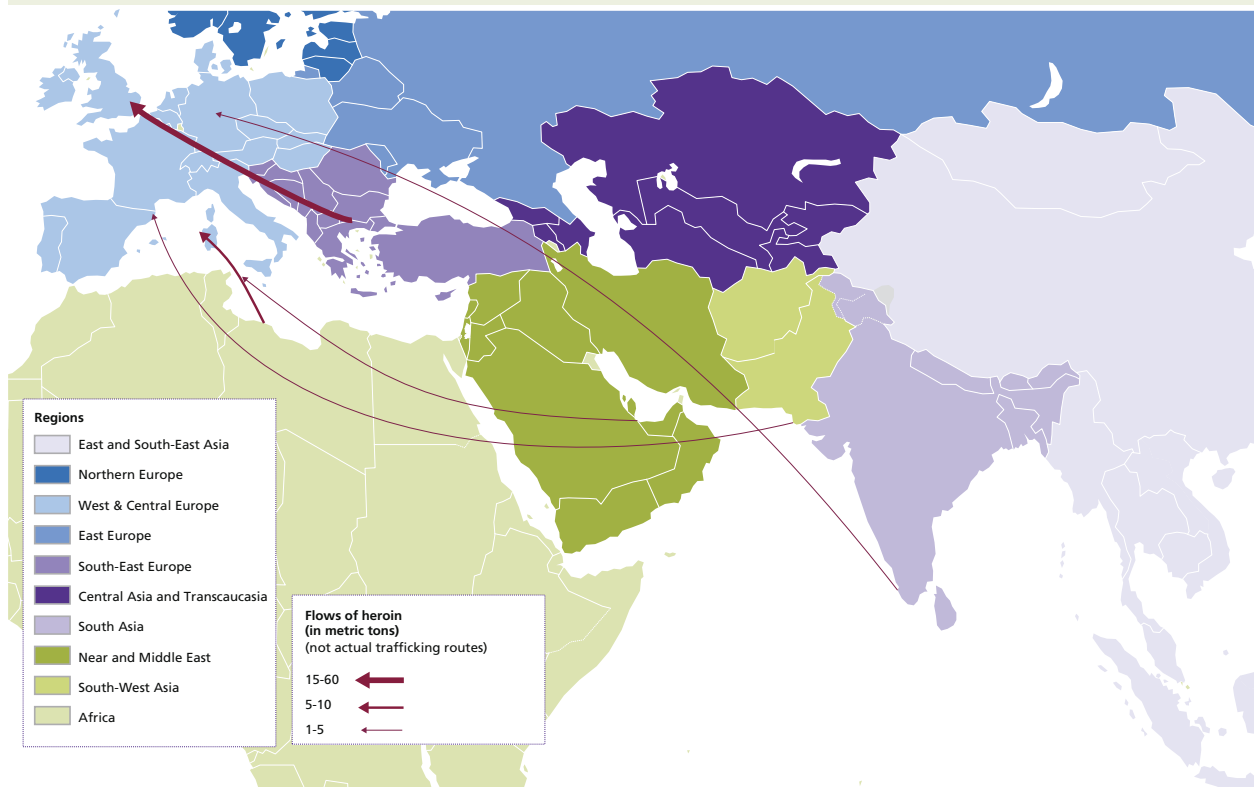 Regions
East and South-East Asia
Northern Europe
West & Central Europe
East Europe
South-East Europe
Central Asia and Transcaucasia
South Asia
Near and Middle East
South-West Asia
Africa
Flows of heroin
(in metric tons)
(not actual trafficking routes)
15-60
5-10
1-5